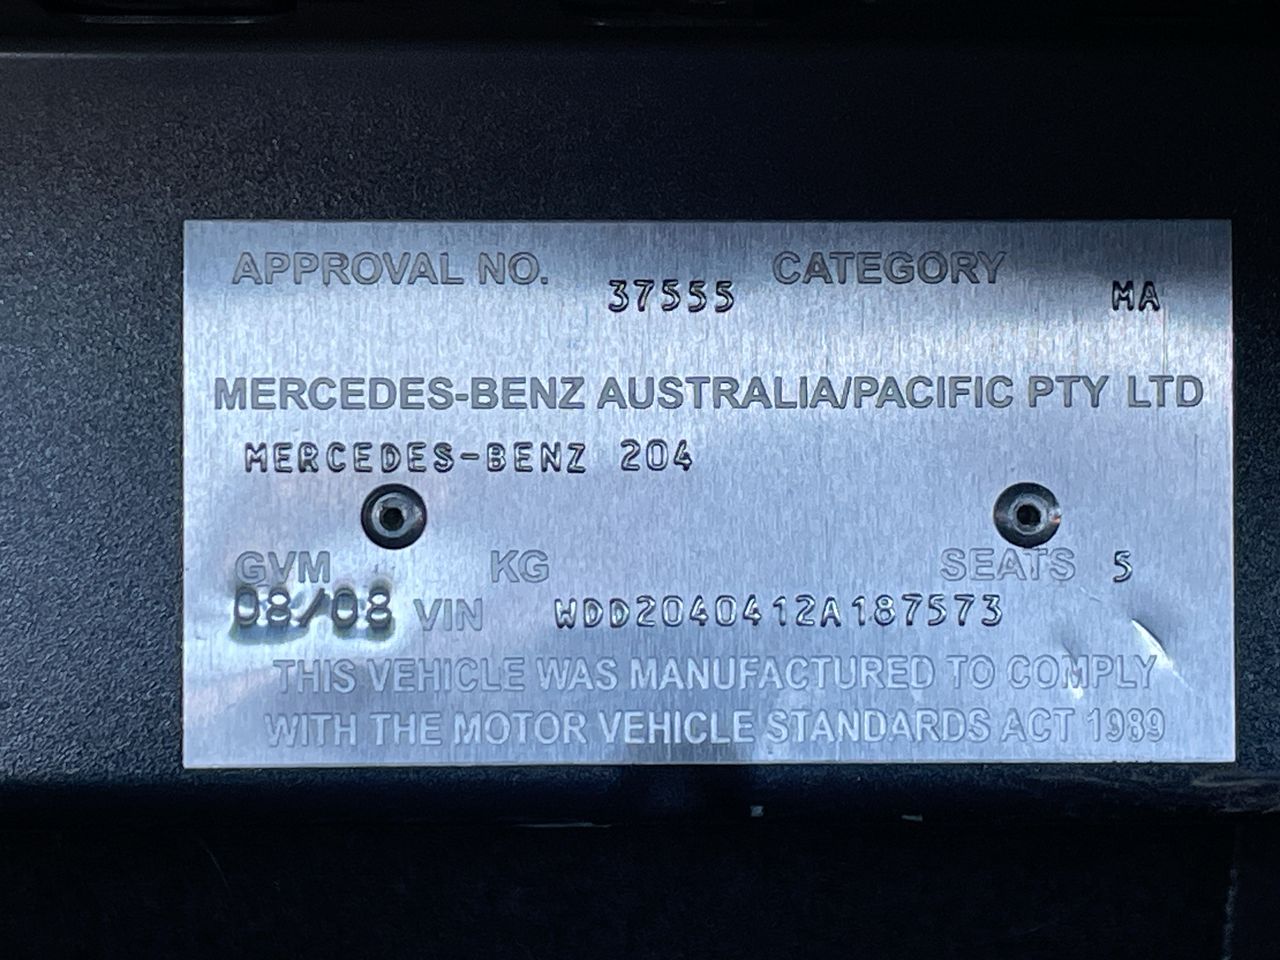 APPROVAL NO. 37555 CATEGORY MA
MERCEDES-BENZ AUSTRALIA/PACIFIC PTY LTD
MERCEDES-BENZ 204
GVM KG SEATS 5
08/08 VIN WDD2040412A187573
THIS VEHICLE WAS MANUFACTURED TO COMPLY
WITH THE MOTOR VEHICLE STANDARDS ACT 1989